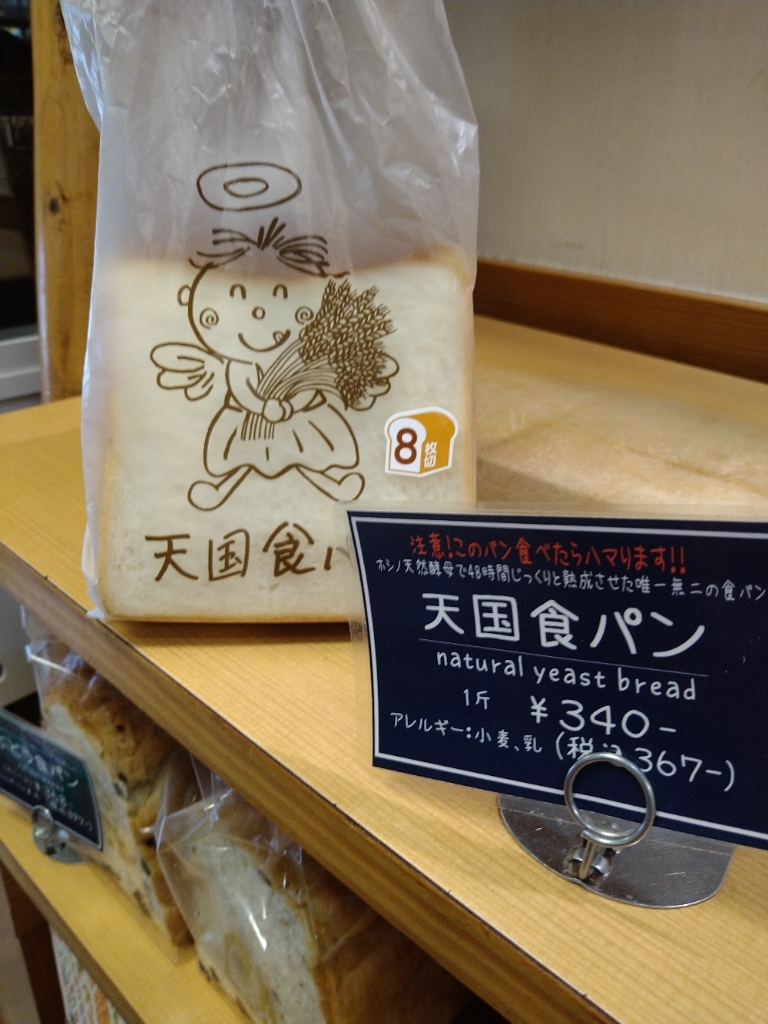 天国食パ
8
枚切
注意!このパン食べたらハマります!!
ホシノ天然酵母で48時間じっくりと熟成させた唯一無二の食パン
天国食パン
natural yeast bread
1斤 ¥340-
アレルギー:小麦、乳 (税込367-)
食パン